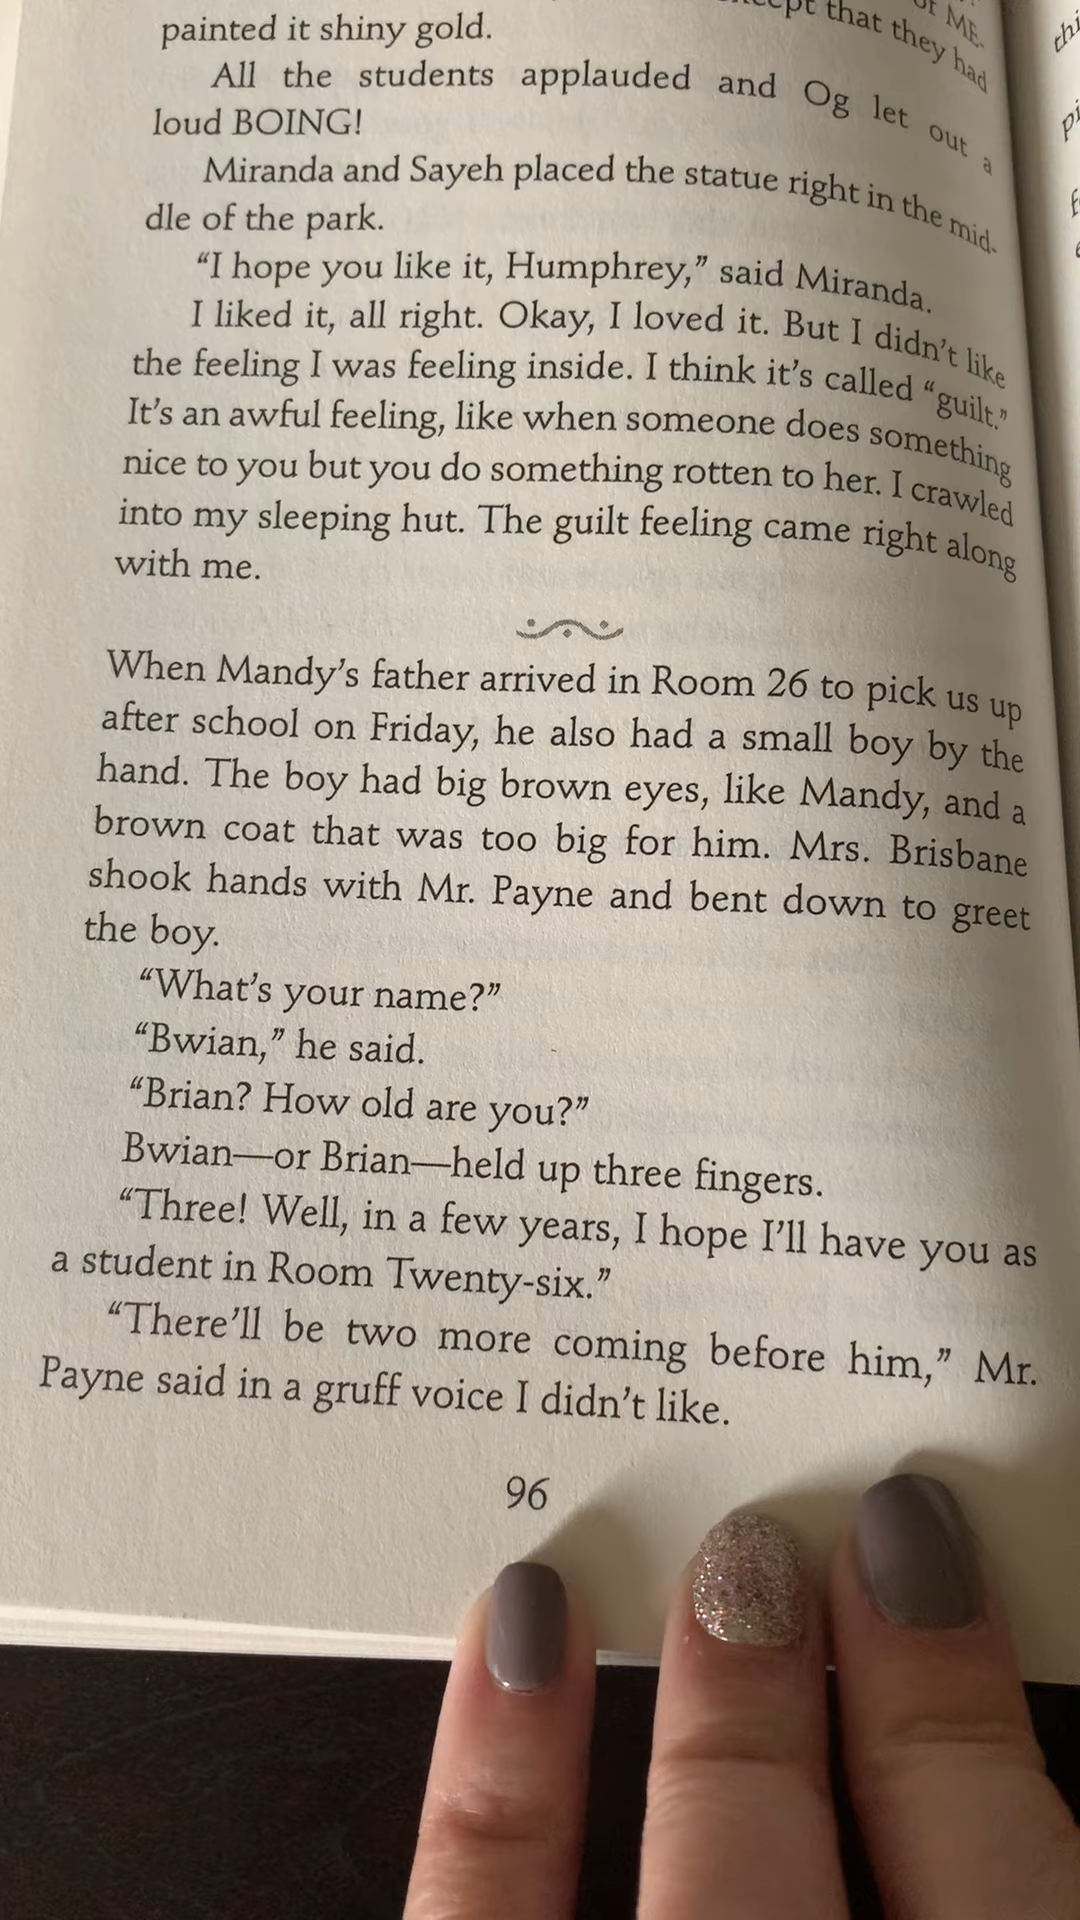 of ME.
that they had
painted it shiny gold.
All the students applauded and Og let out a
loud BOING!
Miranda and Sayeh placed the statue right in the mid-
dle of the park.
“I hope you like it, Humphrey,” said Miranda.
I liked it, all right. Okay, I loved it. But I didn’t like
the feeling I was feeling inside. I think it’s called “guilt.”
It’s an awful feeling, like when someone does something
nice to you but you do something rotten to her. I crawled
into my sleeping hut. The guilt feeling came right along
with me.
When Mandy’s father arrived in Room 26 to pick us up
after school on Friday, he also had a small boy by the
hand. The boy had big brown eyes, like Mandy, and a
brown coat that was too big for him. Mrs. Brisbane
shook hands with Mr. Payne and bent down to greet
the boy.
“What’s your name?”
“Bwian,” he said.
“Brian? How old are you?”
Bwian—or Brian—held up three fingers.
“Three! Well, in a few years, I hope I’ll have you as
a student in Room Twenty-six.”
“There’ll be two more coming before him,” Mr.
Payne said in a gruff voice I didn’t like.
96